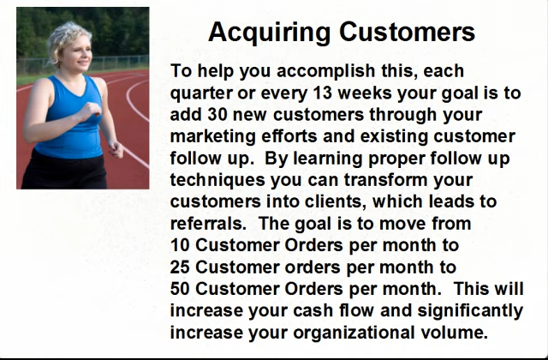 Acquiring Customers
To help you accomplish this, each
quarter or every 13 weeks your goal is to
add 30 new customers through your
marketing efforts and existing customer
follow up.  By learning proper follow up
techniques you can transform your
customers into clients, which leads to
referrals.  The goal is to move from
10 Customer Orders per month to
25 Customer orders per month to
50 Customer Orders per month.  This will
increase your cash flow and significantly
increase your organizational volume.